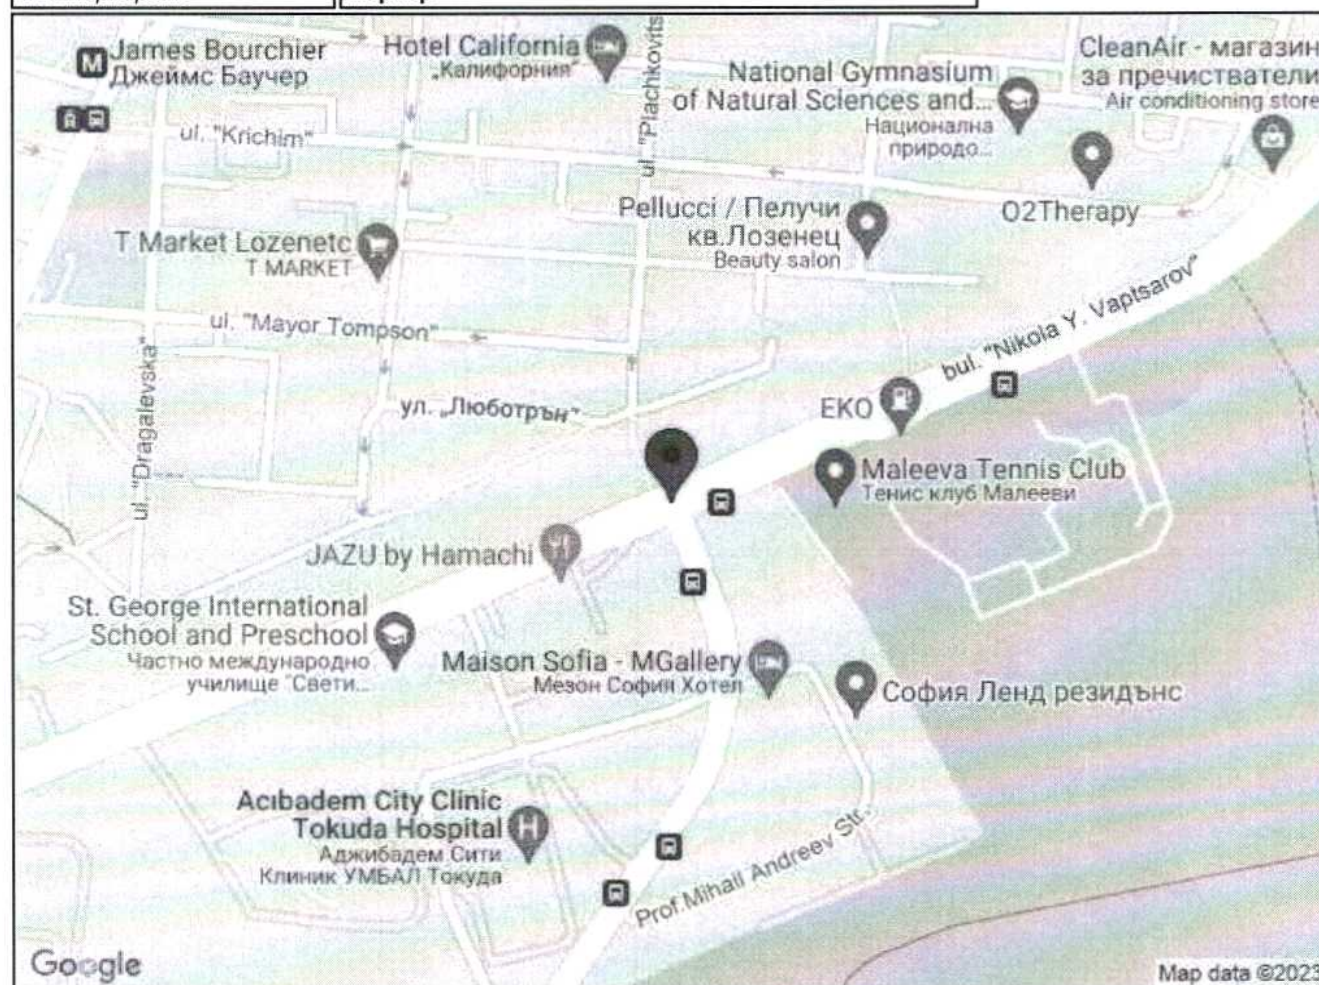 James Bourchier
Джеймс Баучер
Hotel California
„Калифорния"
ul. "Plachkovits
National Gymnasium
of Natural Sciences and...
Национална
природо...
CleanAir - магазин
за пречистватели
Air conditioning store
ul. "Krichim"
O2Therapy
Pellucci / Пелучи
кв.Лозенец
Beauty salon
T Market Lozenetc
T MARKET
ul. "Mayor Tompson"
bul. "Nikola Y. Vaptsarov"
ul. "Dragalevska"
ул. „Люботрън"
EKO
Maleeva Tennis Club
Тенис клуб Малееви
JAZU by Hamachi
St. George International
School and Preschool
Частно международно
училище "Свети...
Maison Sofia - MGallery
Мезон София Хотел
София Ленд резидънс
Acıbadem City Clinic
Tokuda Hospital
Аджибадем Сити
Клиник УМБАЛ Токуда
Prof.Mihail Andreev Str.
Google
Map data ©2023